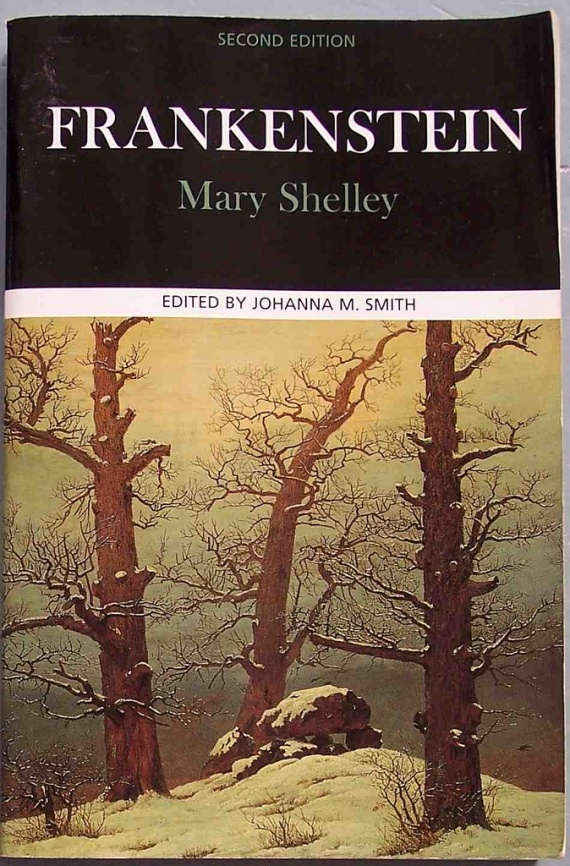 SECOND EDITION
FRANKENSTEIN
Mary Shelley
EDITED BY JOHANNA M. SMITH